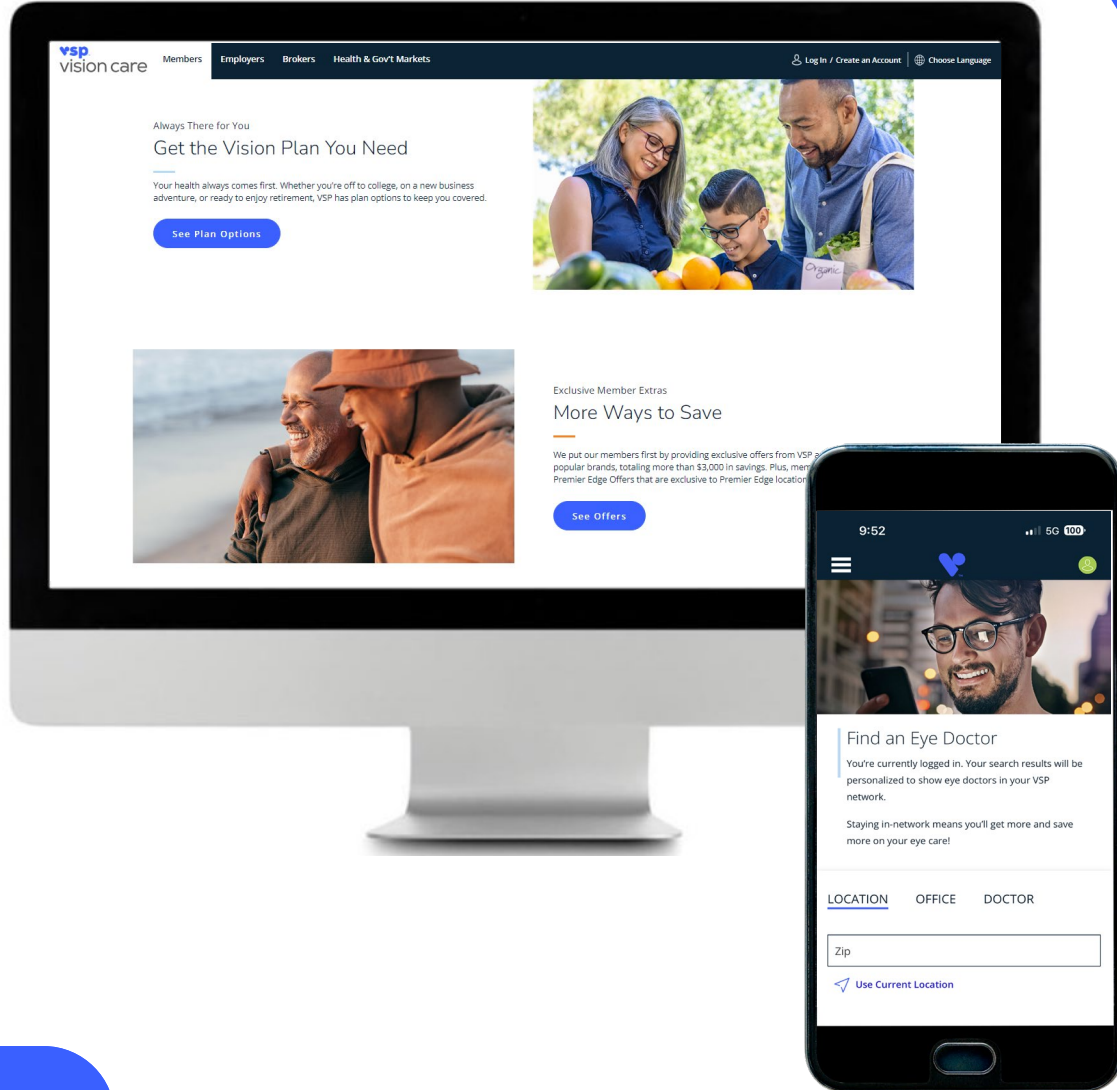 vsp
vision care
Members Employers Brokers Health & Gov't Markets
Log In / Create an Account Choose Language
Always There for You
Get the Vision Plan You Need
Your health always comes first. Whether you're off to college, on a new business
adventure, or ready to enjoy retirement, VSP has plan options to keep you covered.
See Plan Options
Organic
Exclusive Member Extras
More Ways to Save
We put our members first by providing exclusive offers from VSP
popular brands, totaling more than $3,000 in savings. Plus,
Premier Edge Offers that are exclusive to Premier Edge
See Offers
9:52 5G 100
Find an Eye Doctor
You're currently logged in. Your search results will be
personalized to show eye doctors in your VSP
network.
Staying in-network means you'll get more and save
more on your eye care!
LOCATION OFFICE DOCTOR
Zip
Use Current Location